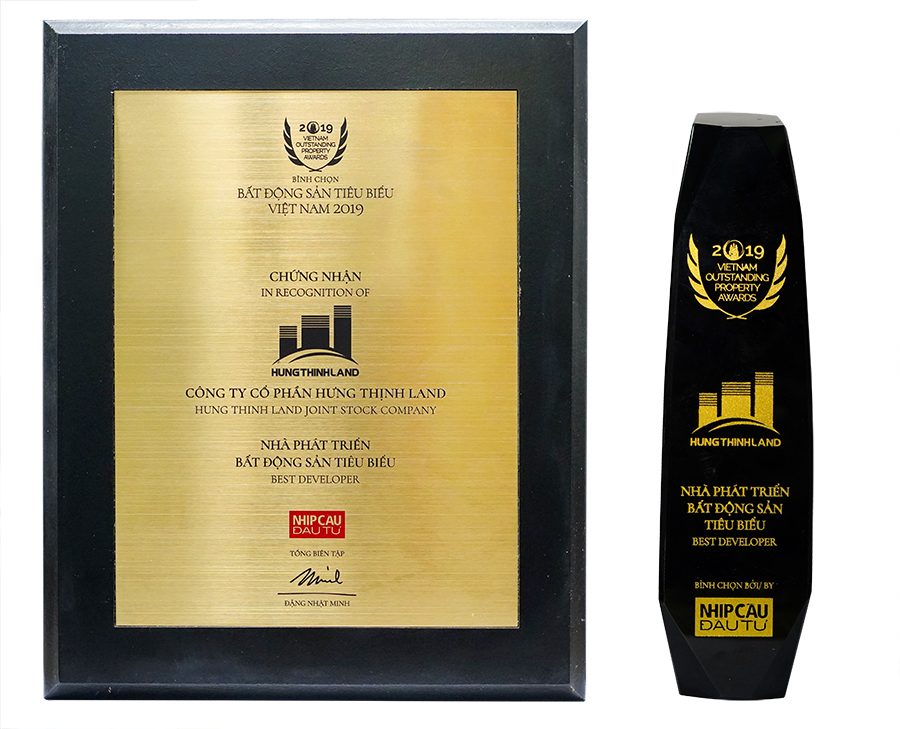 2019
VIETNAM
OUTSTANDING
PROPERTY
AWARDS
BÌNH CHỌN
BẤT ĐỘNG SẢN TIÊU BIỂU
VIỆT NAM 2019
CHỨNG NHẬN
IN RECOGNITION OF
HUNGTHINHLAND
CÔNG TY CỔ PHẦN HƯNG THỊNH LAND
HUNG THINH LAND JOINT STOCK COMPANY
NHÀ PHÁT TRIỂN
BẤT ĐỘNG SẢN TIÊU BIỂU
BEST DEVELOPER
NHỊP CẦU
ĐẦU TƯ
TỔNG BIÊN TẬP
ĐẶNG NHẬT MINH
2019
VIETNAM
OUTSTANDING
PROPERTY
AWARDS
HUNGTHINHLAND
NHÀ PHÁT TRIỂN
BẤT ĐỘNG SẢN
TIÊU BIỂU
BEST DEVELOPER
BÌNH CHỌN BỞI/ BY
NHỊP CẦU
ĐẦU TƯ